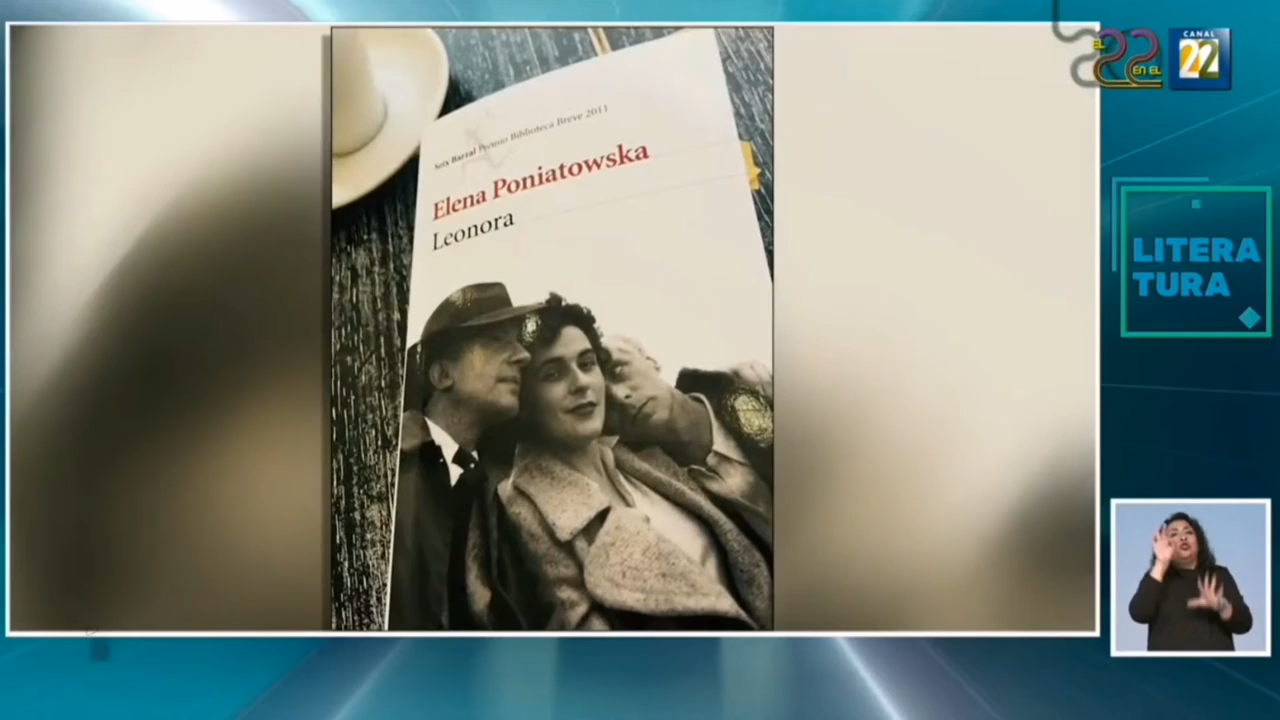 Seix Barral Premio Biblioteca Breve 2011
Elena Poniatowska
Leonora
EL 22 EN EL
CANAL
22
LITERA
TURA